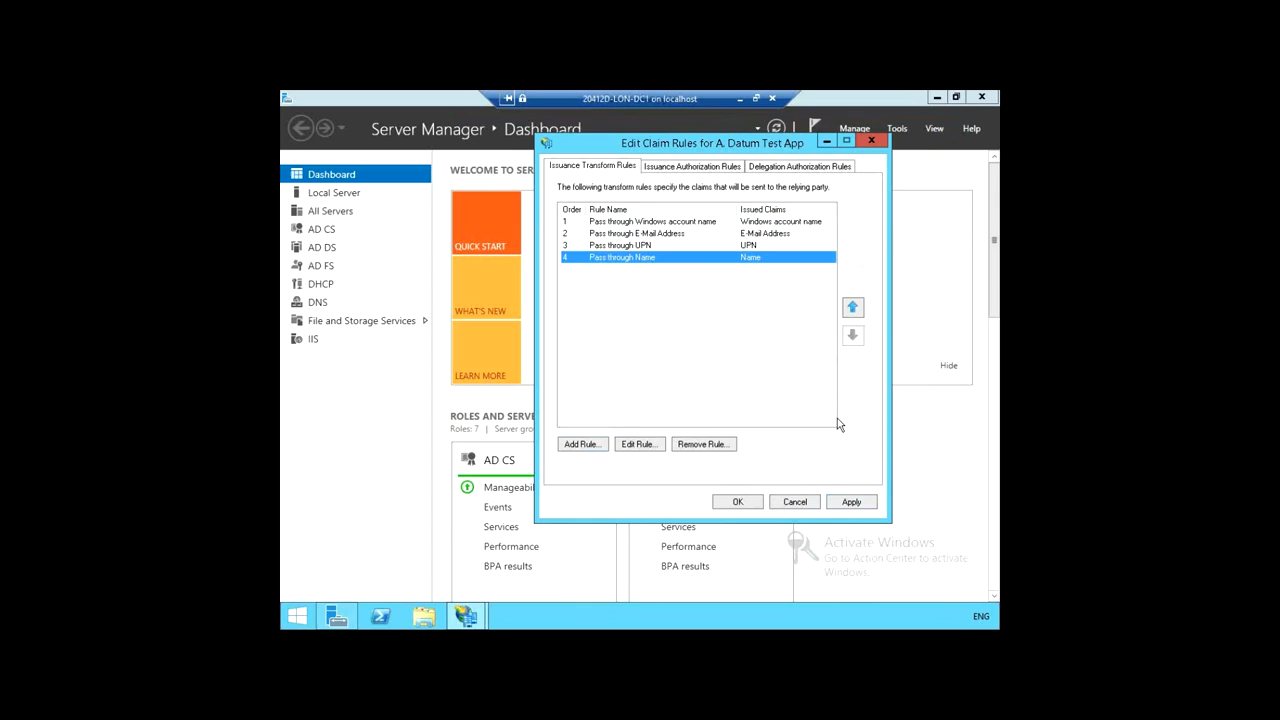 20412D-LON-DC1 on localhost
Server Manager • Dashboard
Manage Tools View Help
Edit Claim Rules for A. Datum Test App
Issuance Transform Rules Issuance Authorization Rules Delegation Authorization Rules
The following transform rules specify the claims that will be sent to the relying party.
Order Rule Name Issued Claims
1 Pass through Windows account name Windows account name
2 Pass through E-Mail Address E-Mail Address
3 Pass through UPN UPN
4 Pass through Name Name
Add Rule... Edit Rule... Remove Rule...
OK Cancel Apply
Dashboard
Local Server
All Servers
AD CS
AD DS
AD FS
DHCP
DNS
File and Storage Services
IIS
WELCOME TO SER
QUICK START
WHAT'S NEW
LEARN MORE
Hide
ROLES AND SERVE
Roles: 7 | Server gro
AD CS
Manageabi
Events
Services Services
Performance Performance
BPA results BPA results
Activate Windows
Go to Action Center to activate
Windows.
ENG